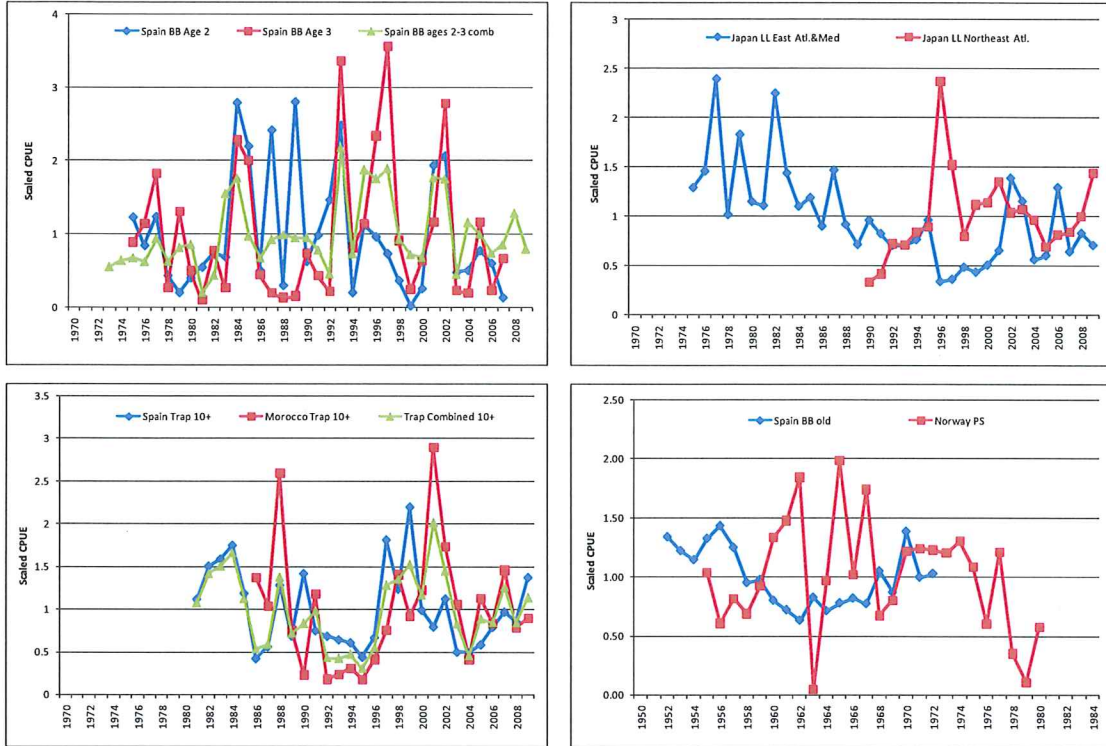 Spain BB Age 2 Spain BB Age 3 Spain BB ages 2-3 comb
Scaled CPUE
4
3
2
1
0
1970 1972 1974 1976 1978 1980 1982 1984 1986 1988 1990 1992 1994 1996 1998 2000 2002 2004 2006 2008
Japan LL East Atl.&Med Japan LL Northeast Atl.
Scaled CPUE
3
2.5
2
1.5
1
0.5
0
1970 1972 1974 1976 1978 1980 1982 1984 1986 1988 1990 1992 1994 1996 1998 2000 2002 2004 2006 2008
Spain Trap 10+ Morocco Trap 10+ Trap Combined 10+
Scaled CPUE
3.5
3
2.5
2
1.5
1
0.5
0
1970 1972 1974 1976 1978 1980 1982 1984 1986 1988 1990 1992 1994 1996 1998 2000 2002 2004 2006 2008
Spain BB old Norway PS
Scaled CPUE
2.50
2.00
1.50
1.00
0.50
0.00
1950 1952 1954 1956 1958 1960 1962 1964 1966 1968 1970 1972 1974 1976 1978 1980 1982 1984